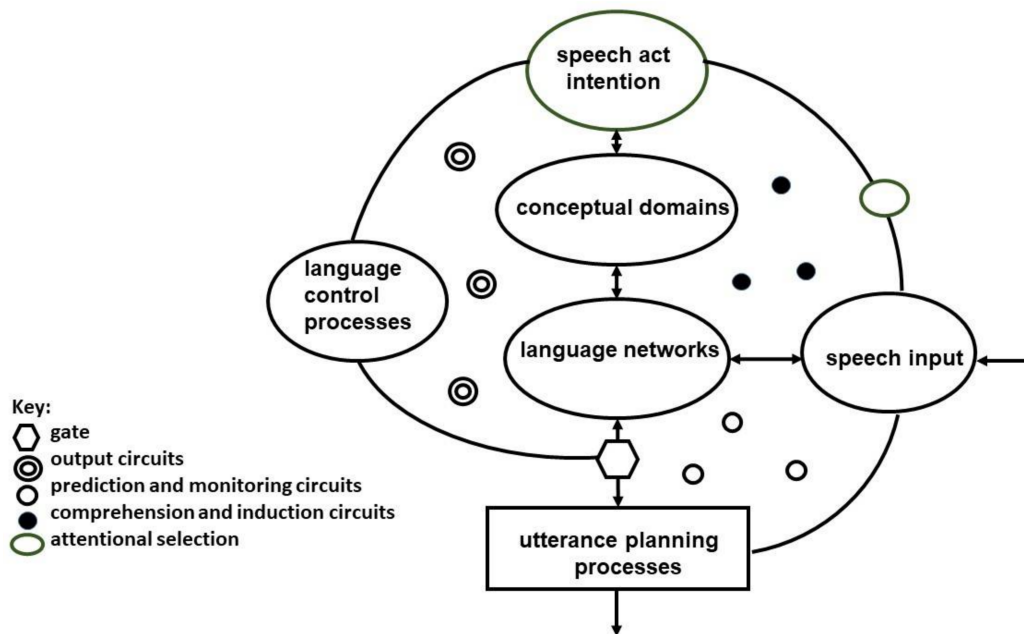 speech act
intention
conceptual domains
language
control
processes
language networks
speech input
Key:
gate
output circuits
prediction and monitoring circuits
comprehension and induction circuits
attentional selection
utterance planning
processes